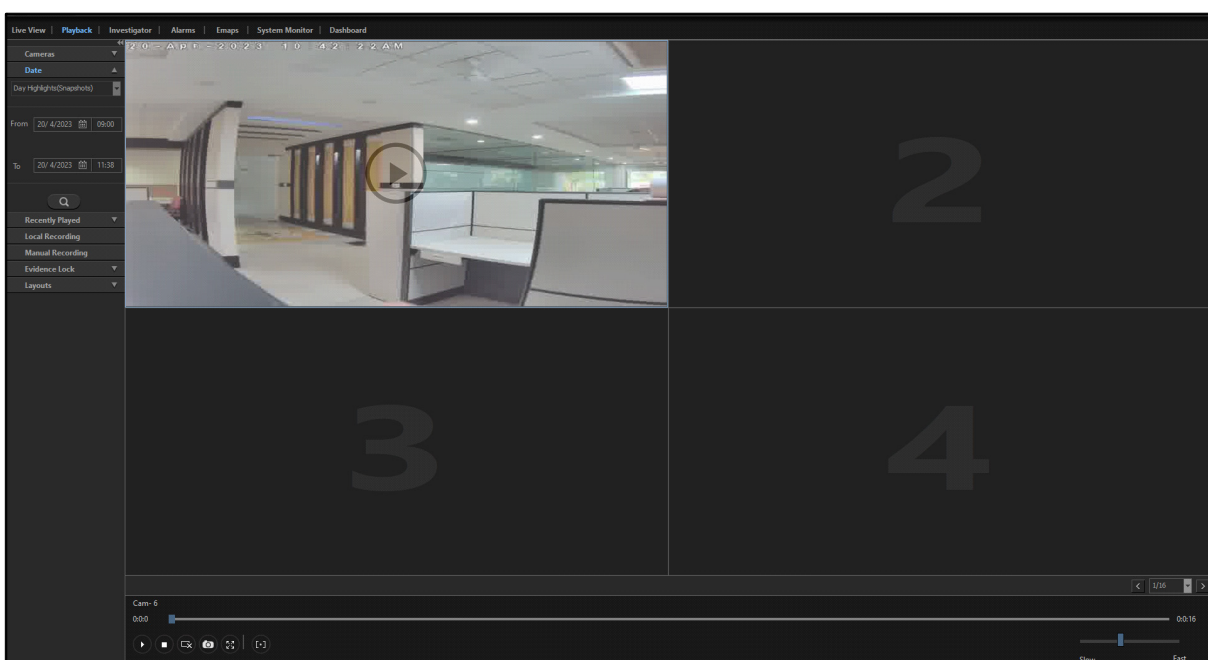 Live View | Playback | Investigator | Alarms | Emaps | System Monitor | Dashboard
Cameras
Date
Day Highlights(Snapshots)
From 20/ 4/2023 09:00
To 20/ 4/2023 11:38
Recently Played
Local Recording
Manual Recording
Evidence Lock
Layouts
20-Apr-2023 10:42:22AM
2
3
4
1/16
Cam- 6
0:0:0
0:0:16
Slow
Fast